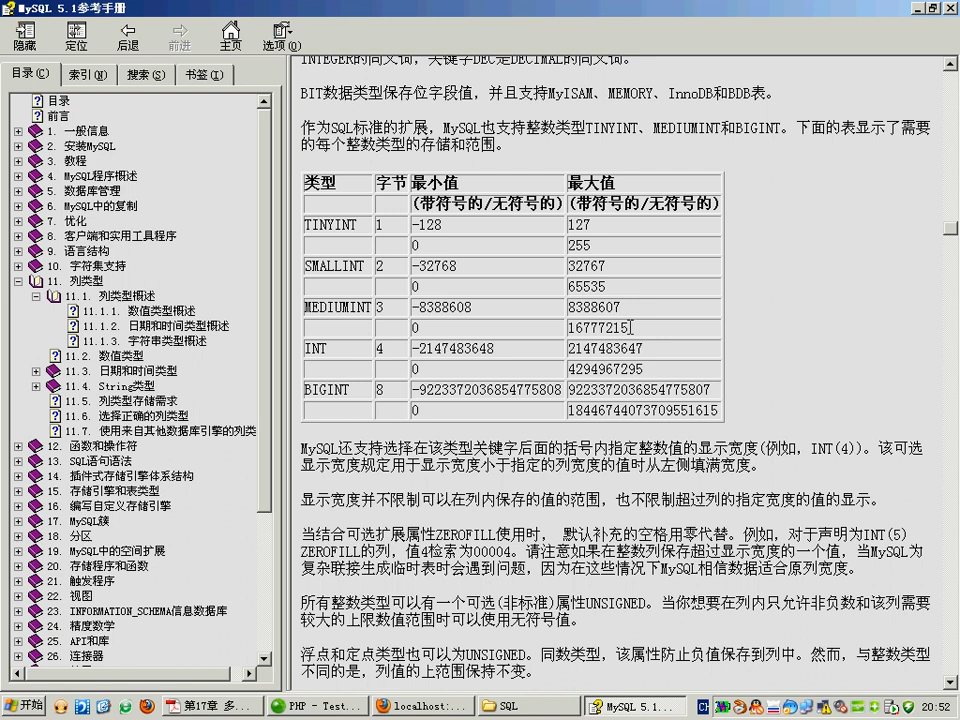 MySQL 5.1参考手册
隐藏 定位 后退 前进 主页 选项(O)
目录(C) 索引(N) 搜索(S) 书签(I)
目录
前言
1. 一般信息
2. 安装MySQL
3. 教程
4. MySQL程序概述
5. 数据库管理
6. MySQL中的复制
7. 优化
8. 客户端和实用工具程序
9. 语言结构
10. 字符集支持
11. 列类型
11.1. 列类型概述
11.1.1. 数值类型概述
11.1.2. 日期和时间类型概述
11.1.3. 字符串类型概述
11.2. 数值类型
11.3. 日期和时间类型
11.4. String类型
11.5. 列类型存储需求
11.6. 选择正确的列类型
11.7. 使用来自其他数据库引擎的列类
12. 函数和操作符
13. SQL语句语法
14. 插件式存储引擎体系结构
15. 存储引擎和表类型
16. 编写自定义存储引擎
17. MySQL簇
18. 分区
19. MySQL中的空间扩展
20. 存储程序和函数
21. 触发程序
22. 视图
23. INFORMATION_SCHEMA信息数据库
24. 精度数学
25. API和库
26. 连接器
INTEGER的同义词，关键字DEC是DECIMAL的同义词。
BIT数据类型保存位字段值，并且支持MyISAM、MEMORY、InnoDB和BDB表。
作为SQL标准的扩展，MySQL也支持整数类型TINYINT、MEDIUMINT和BIGINT。下面的表显示了需要
的每个整数类型的存储和范围。
类型 字节 最小值 最大值
(带符号的/无符号的) (带符号的/无符号的)
TINYINT 1 -128 127
0 255
SMALLINT 2 -32768 32767
0 65535
MEDIUMINT 3 -8388608 8388607
0 16777215
INT 4 -2147483648 2147483647
0 4294967295
BIGINT 8 -9223372036854775808 9223372036854775807
0 18446744073709551615
MySQL还支持选择在该类型关键字后面的括号内指定整数值的显示宽度(例如，INT(4))。该可选
显示宽度规定用于显示宽度小于指定的列宽度的值时从左侧填满宽度。
显示宽度并不限制可以在列内保存的值的范围，也不限制超过列的指定宽度的值的显示。
当结合可选扩展属性ZEROFILL使用时， 默认补充的空格用零代替。例如，对于声明为INT(5)
ZEROFILL的列，值4检索为00004。请注意如果在整数列保存超过显示宽度的一个值，当MySQL为
复杂联接生成临时表时会遇到问题，因为在这些情况下MySQL相信数据适合原列宽度。
所有整数类型可以有一个可选(非标准)属性UNSIGNED。当你想要在列内只允许非负数和该列需要
较大的上限数值范围时可以使用无符号值。
浮点和定点类型也可以为UNSIGNED。同数类型，该属性防止负值保存到列中。然而，与整数类型
不同的是，列值的上范围保持不变。
开始 第17章 多... PHP - Test... localhost:... SQL MySQL 5.1... CH 20:52